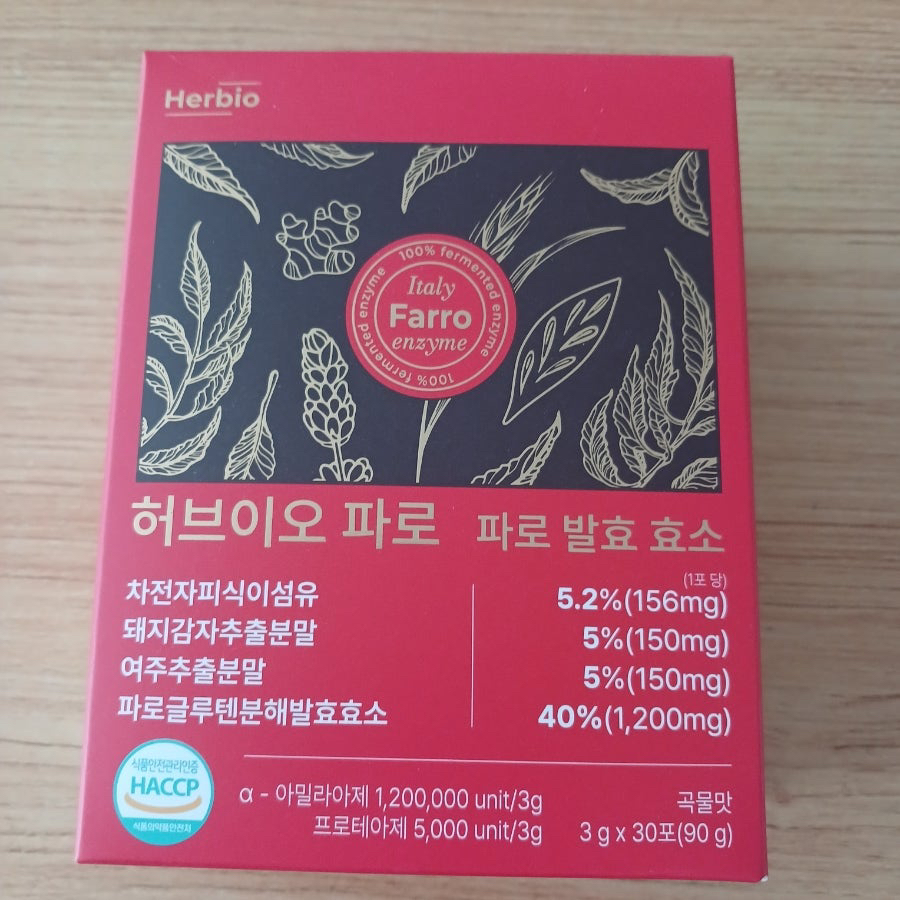 Herbio
100% fermented enzyme
100% fermented enzyme
Italy
Farro
enzyme
허브이오 파로 파로 발효 효소
(1포 당)
차전자피식이섬유 5.2%(156mg)
돼지감자추출분말 5%(150mg)
여주추출분말 5%(150mg)
파로글루텐분해발효효소 40%(1,200mg)
식품안전관리인증
HACCP
식품의약품안전처
α - 아밀라아제 1,200,000 unit/3g
프로테아제 5,000 unit/3g
곡물맛
3 g x 30포(90 g)